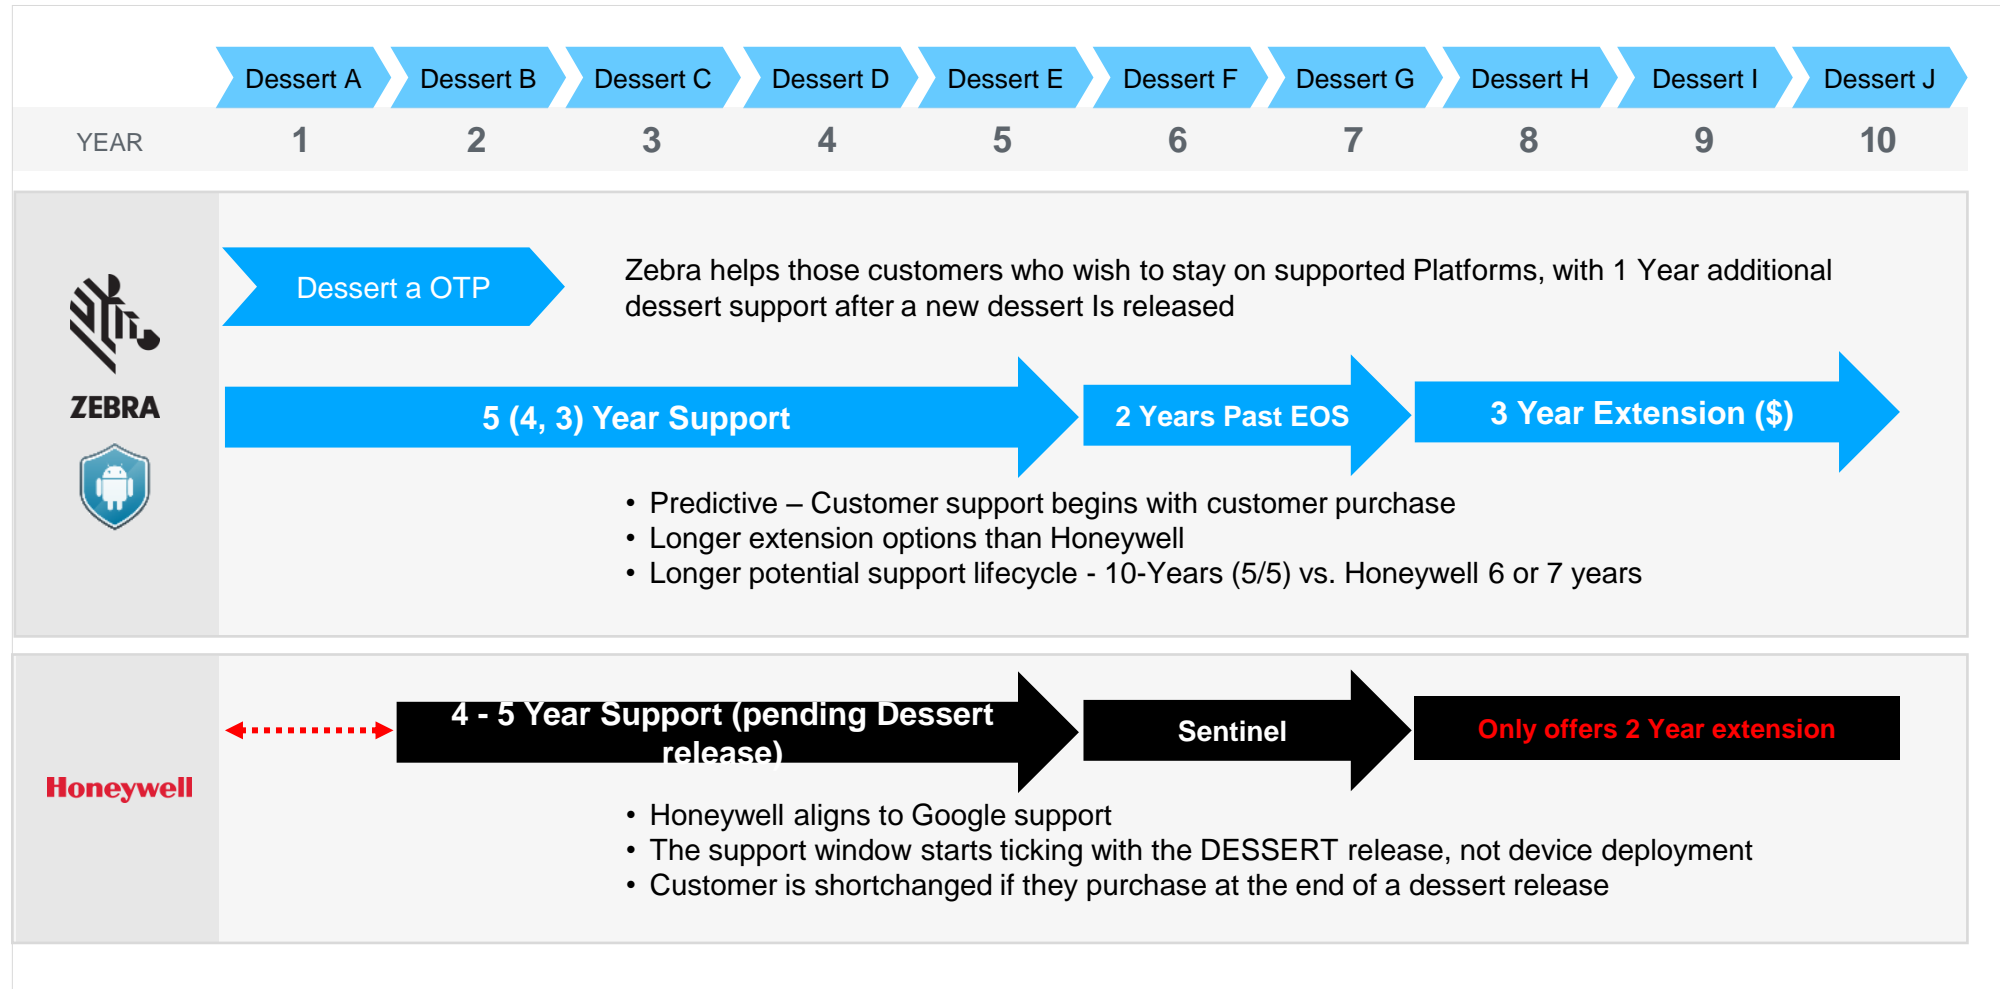 Dessert A Dessert B Dessert C Dessert D Dessert E Dessert F Dessert G Dessert H Dessert I Dessert J
YEAR 1 2 3 4 5 6 7 8 9 10
Dessert a OTP
Zebra helps those customers who wish to stay on supported Platforms, with 1 Year additional
dessert support after a new dessert Is released
ZEBRA
5 (4, 3) Year Support
2 Years Past EOS
3 Year Extension ($)
• Predictive – Customer support begins with customer purchase
• Longer extension options than Honeywell
• Longer potential support lifecycle - 10-Years (5/5) vs. Honeywell 6 or 7 years
Honeywell
4 - 5 Year Support (pending Dessert
release)
Sentinel
Only offers 2 Year extension
• Honeywell aligns to Google support
• The support window starts ticking with the DESSERT release, not device deployment
• Customer is shortchanged if they purchase at the end of a dessert release